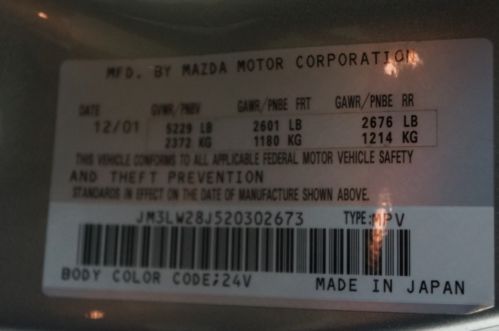 MFD. BY MAZDA MOTOR CORPORATION
DATE GVWR/PNBV GAWR/PNBE FRT GAWR/PNBE RR
12/01 5229 LB 2601 LB 2676 LB
2372 KG 1180 KG 1214 KG
THIS VEHICLE CONFORMS TO ALL APPLICABLE FEDERAL MOTOR VEHICLE SAFETY
AND THEFT PREVENTION
STANDARDS IN EFFECT ON THE DATE OF MANUFACTURE SHOWN ABOVE.
JM3LW28J520302673 TYPE:MPV
BODY COLOR CODE;24V MADE IN JAPAN